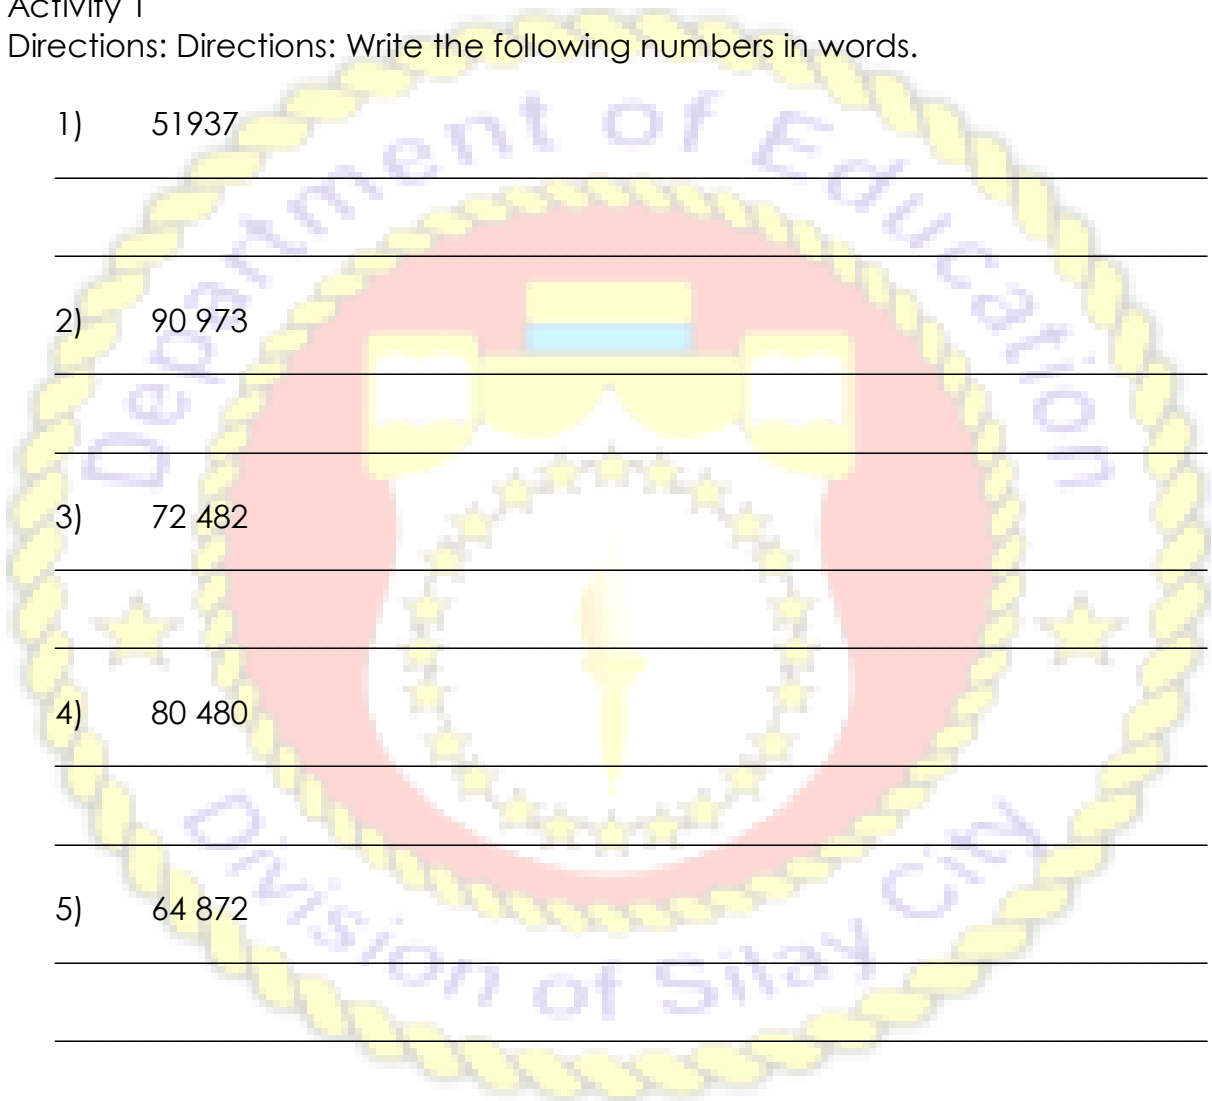 Activity 1
Directions: Directions: Write the following numbers in words.
1) 51937
2) 90 973
3) 72 482
4) 80 480
5) 64 872
Department of Education
Division of Silay City